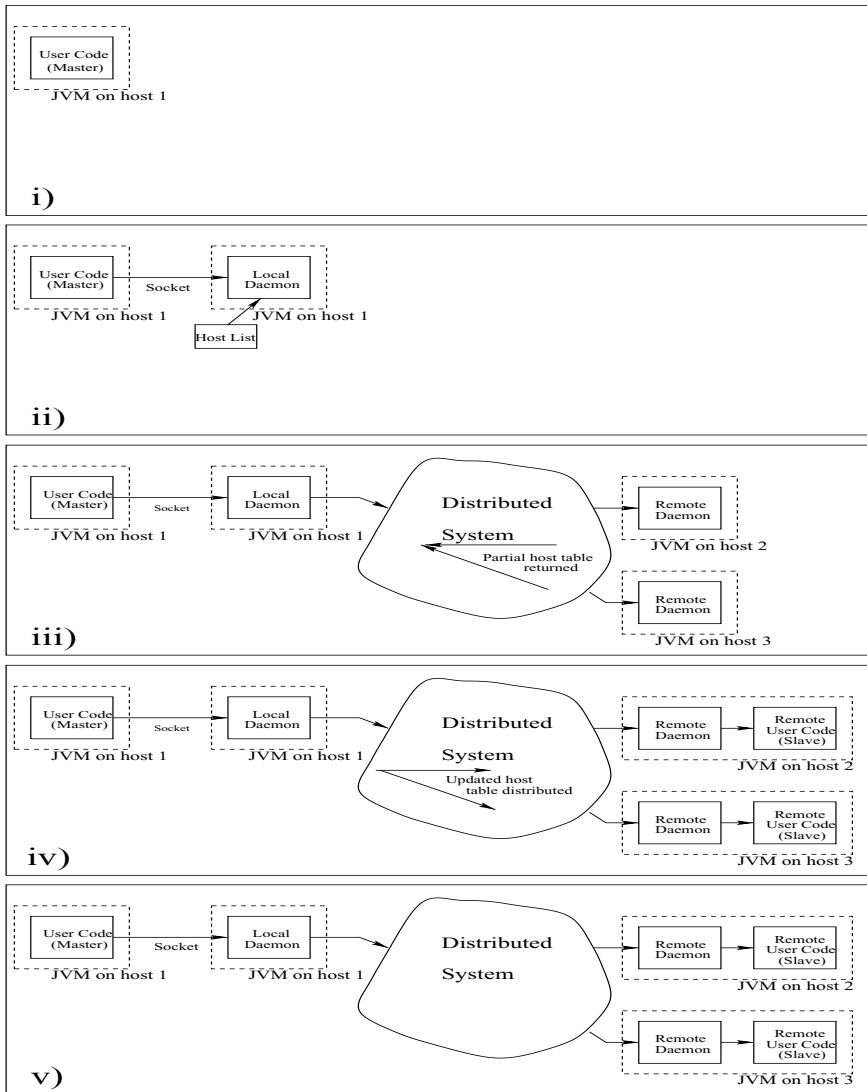 User Code
(Master)
JVM on host 1
i)
User Code
(Master)
JVM on host 1
Socket
Local
Daemon
JVM on host 1
Host List
ii)
User Code
(Master)
JVM on host 1
Socket
Local
Daemon
JVM on host 1
Distributed
System
Partial host table
returned
Remote
Daemon
JVM on host 2
Remote
Daemon
JVM on host 3
iii)
User Code
(Master)
JVM on host 1
Socket
Local
Daemon
JVM on host 1
Distributed
System
Updated host
table distributed
Remote
Daemon
Remote
User Code
(Slave)
JVM on host 2
Remote
Daemon
Remote
User Code
(Slave)
JVM on host 3
iv)
User Code
(Master)
JVM on host 1
Socket
Local
Daemon
JVM on host 1
Distributed
System
Remote
Daemon
Remote
User Code
(Slave)
JVM on host 2
Remote
Daemon
Remote
User Code
(Slave)
JVM on host 3
v)